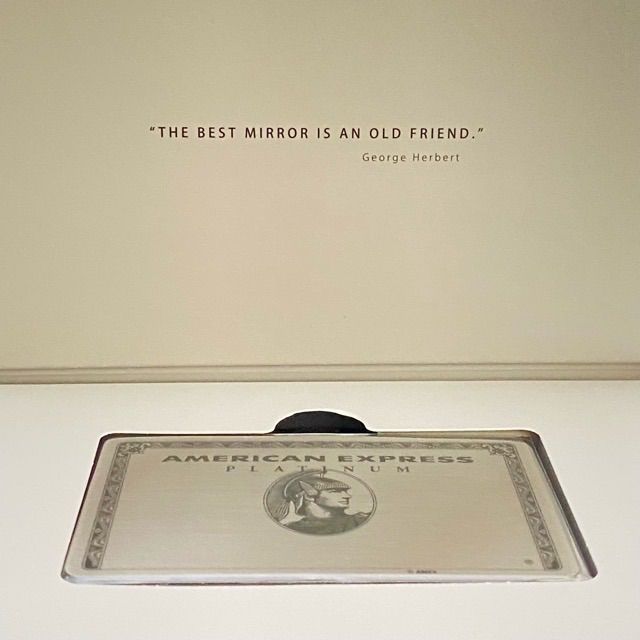 “THE BEST MIRROR IS AN OLD FRIEND.”
George Herbert
AMERICAN EXPRESS
PLATINUM